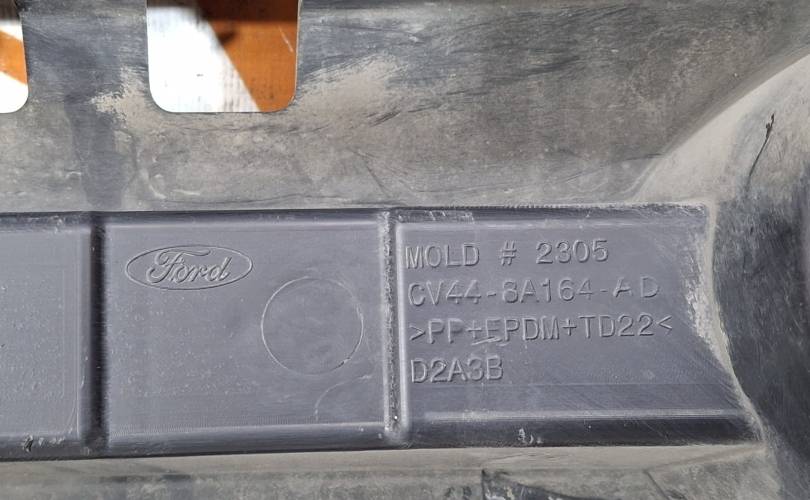 Ford
MOLD # 2305
CV44-8A164-AD
>PP+EPDM+TD22<
D2A3B